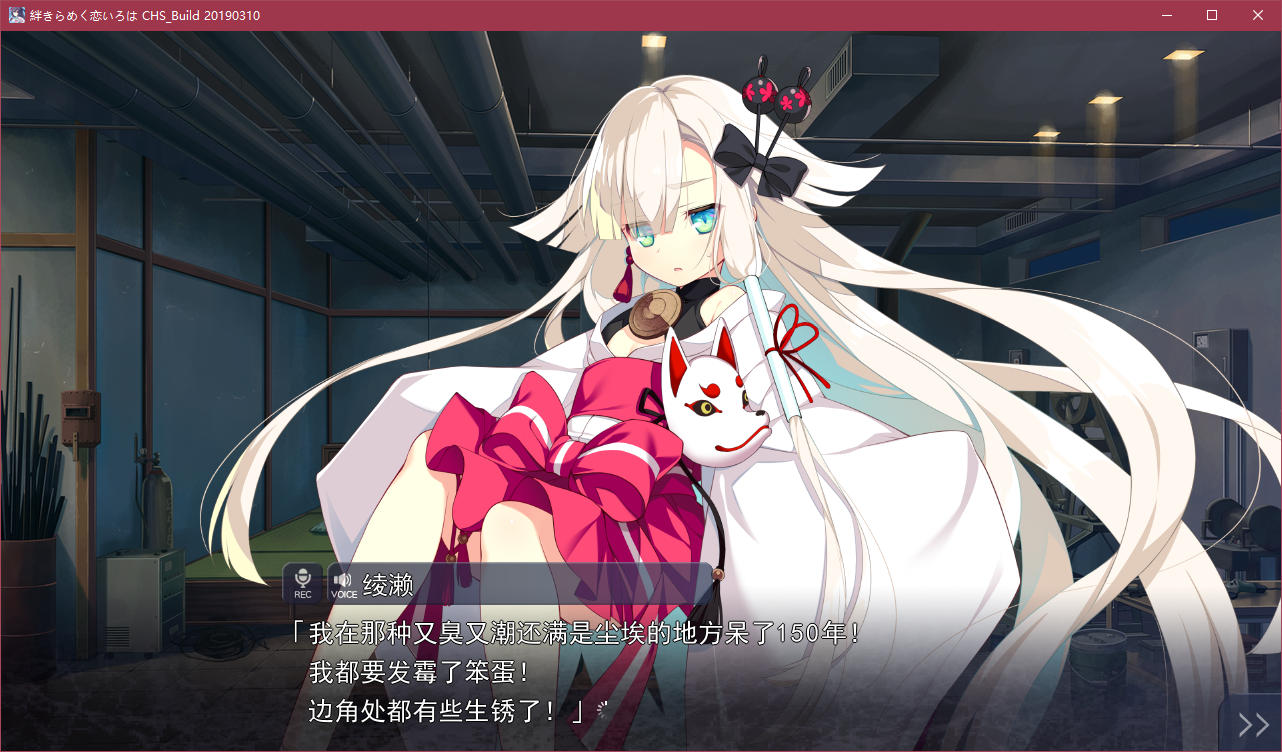 絆きらめく恋いろは CHS_Build 20190310
REC
VOICE
绫濑
「我在那种又臭又潮还满是尘埃的地方呆了150年!
我都要发霉了笨蛋!
边角处都有些生锈了!」